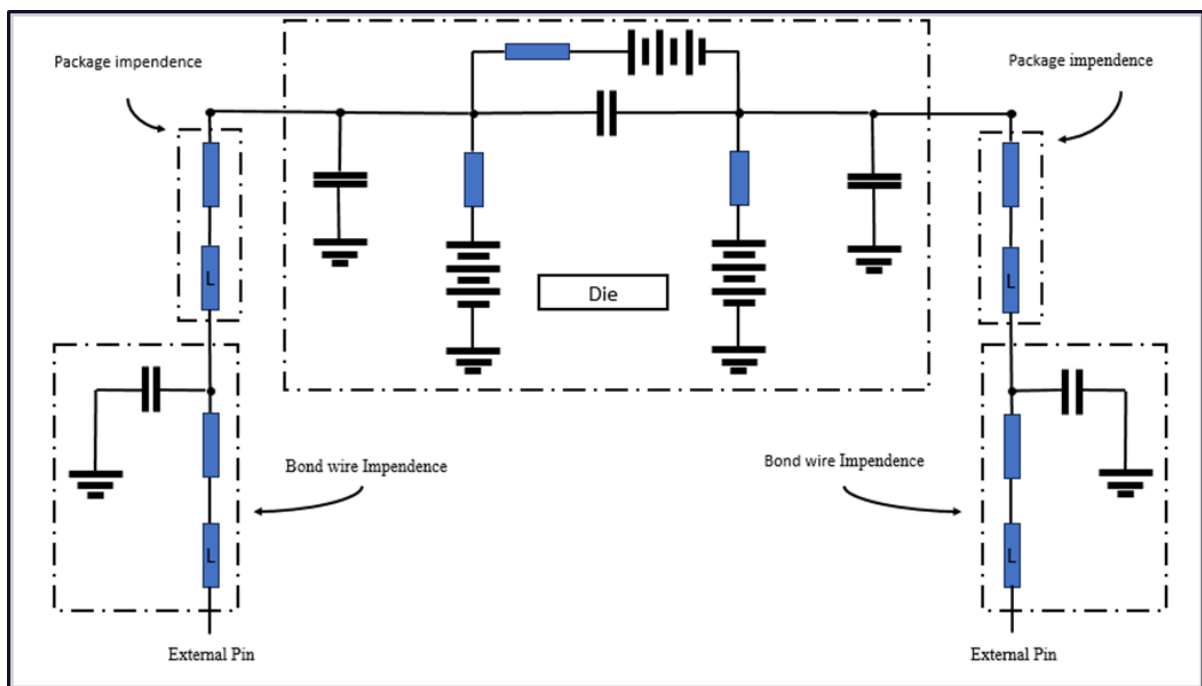 Package impendence
Package impendence
L
L
Die
Bond wire Impendence
Bond wire Impendence
L
L
External Pin
External Pin